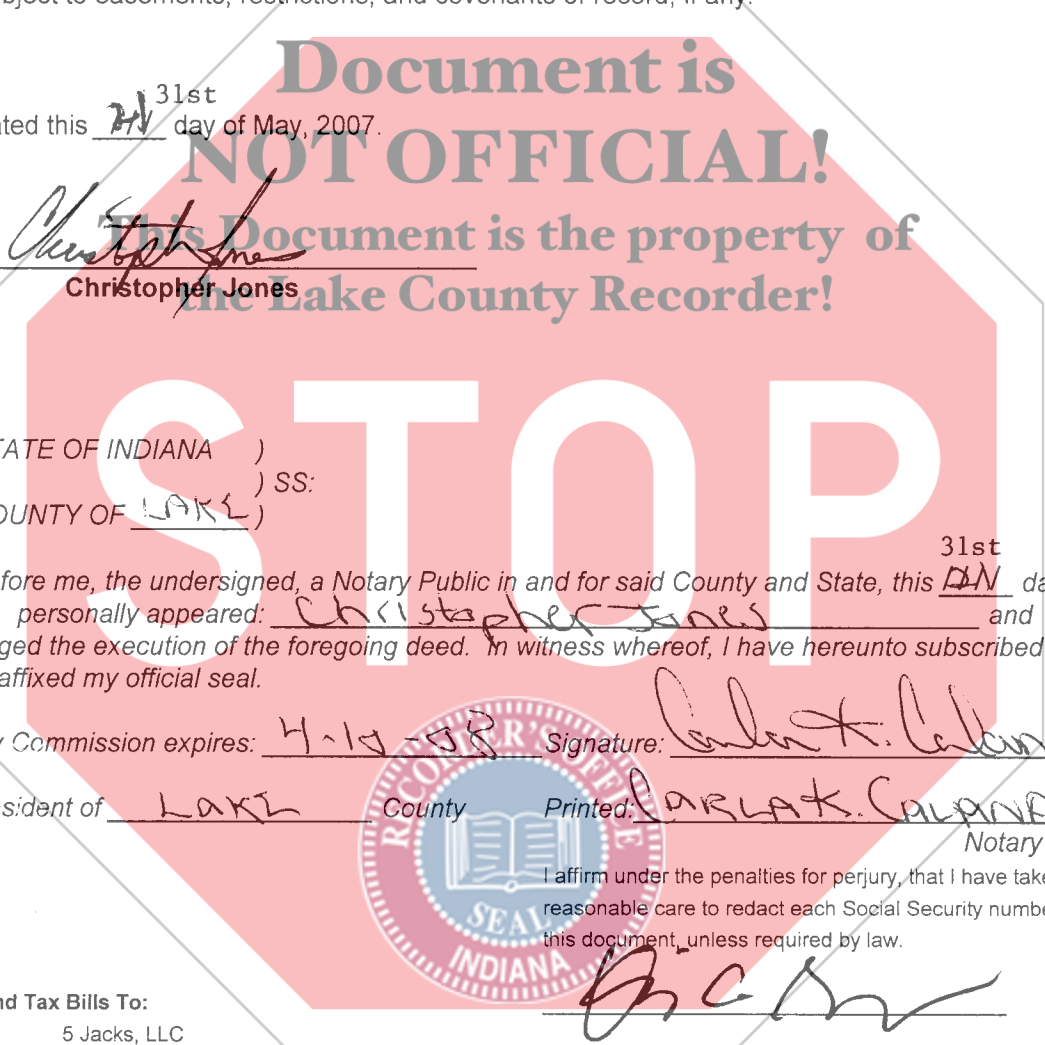 bject to easements, restrictions, and covenants of record, if any.
Document is
31st
ated this day of May, 2007.
NOT OFFICIAL!
This Document is the property of
Christopher Jones
the Lake County Recorder!
STOP
TATE OF INDIANA )
) SS:
OUNTY OF LAKE )
31st
fore me, the undersigned, a Notary Public in and for said County and State, this da
personally appeared: Christopher Jones and
ged the execution of the foregoing deed. In witness whereof, I have hereunto subscribed
affixed my official seal.
y Commission expires: Signature:
sident of LAKE County Printed: CARLA K.
Notary
RECORDER'S OFFICE
SEAL
INDIANA
I affirm under the penalties for perjury, that I have take
reasonable care to redact each Social Security numbe
this document, unless required by law.
nd Tax Bills To:
5 Jacks, LLC